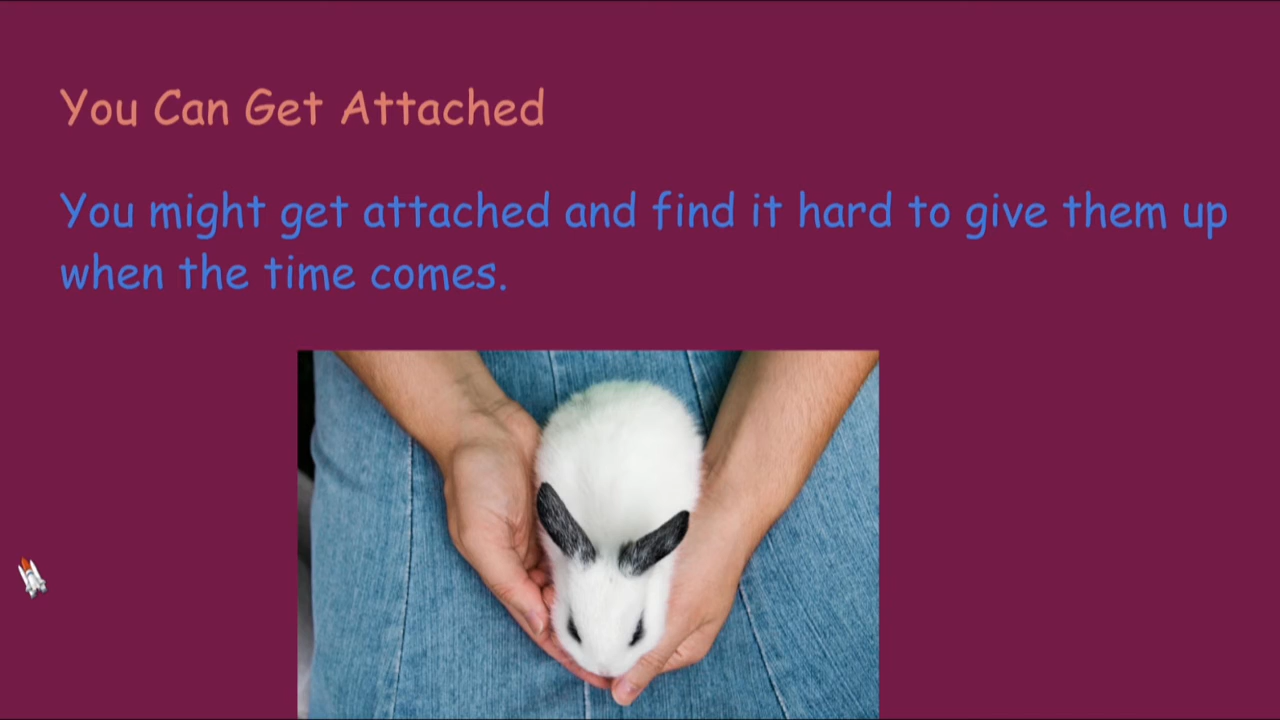 You Can Get Attached
You might get attached and find it hard to give them up
when the time comes.